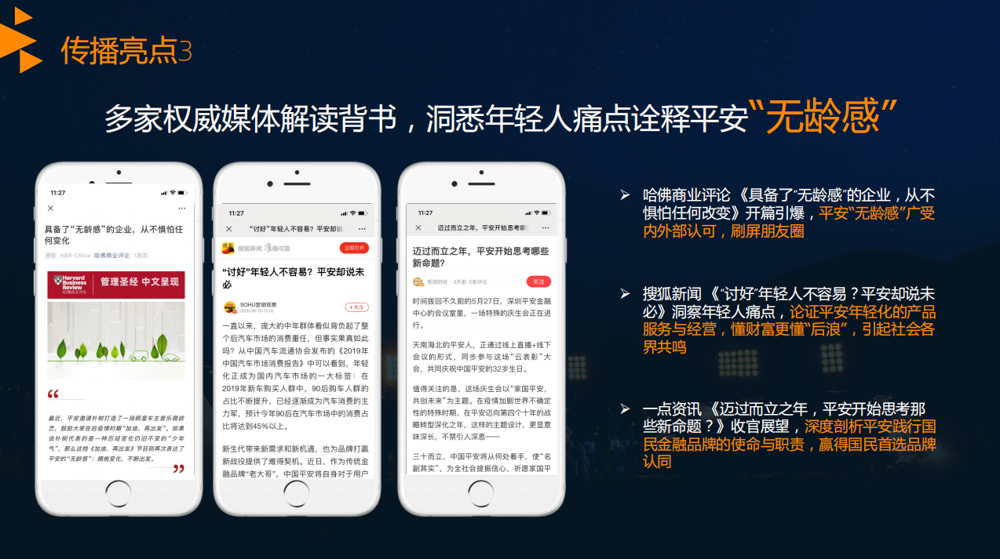 传播亮点3
多家权威媒体解读背书，洞悉年轻人痛点诠释平安“无龄感”
11:27
具备了“无龄感”的企业，从不惧怕任
何变化
原创 HBR-China 哈佛商业评论 1周前
Harvard
Business
Review
哈佛商业评论
管理圣经 中文呈现
“
最近，平安邀请朴树打造了一场明星车主音乐微综
艺，鼓励大家在后疫情时期“加油，再出发”。如果
说朴树代表的是一种历经变化仍旧不变的“少年
气”，那么这档《加油，再出发》节目则再次表达了
平安的“无龄感”：拥抱变化，不断出发。
”
11:27
“讨好”年轻人不容易？平安却说
搜狐新闻
立即打开
“讨好”年轻人不容易？平安却说未
必
SOHU营销观察
2020-06-10 15:55
+关注
一直以来，庞大的中年群体看似背负起了整
个后汽车市场的消费重任，但事实果真如此
吗？从中国汽车流通协会发布的《2019年
中国汽车市场消费报告》中可以看到，年轻
化正成为国内汽车市场的一大标签：在
2019年新车购买人群中，90后购车人群的
占比不断提升，已经逐渐成为汽车消费的主
力军，预计今年90后在汽车市场中的消费占
比将达到45%以上。
新生代带来新需求和新机遇，也为品牌打赢
新战役提供了难得契机。近日，作为传统金
融品牌“老大哥”，中国平安将自身对于用户
11:27
迈过而立之年，平安开始思考哪
迈过而立之年，平安开始思考哪些
新命题？
易简财经 · 3天前 5条评论
关注
时间拨回不久前的5月27日，深圳平安金融
中心的会议室里，一场特殊的庆生会正在进
行。
天南海北的平安人，正通过线上直播+线下
会议的形式，同步参与这场“云表彰”大
会，共同庆祝中国平安的32岁生日。
值得关注的是，这场庆生会以“家国平安，
共创未来”为主题。在疫情加剧世界不确定
性的特殊时期，在平安迈向第四个十年的战
略转型深化之年，这样的主题设计，更显意
味深长，不禁引人深思——
三十而立，中国平安将从何处着手，使“名
副其实”，为全社会提振信心，祈愿家国平
哈佛商业评论 《具备了“无龄感”的企业，从不
惧怕任何改变》开篇引爆，平安“无龄感”广受
内外部认可，刷屏朋友圈
搜狐新闻 《“讨好”年轻人不容易？平安却说未
必》洞察年轻人痛点，论证平安年轻化的产品
服务与经营，懂财富更懂“后浪”，引起社会各
界共鸣
一点资讯 《迈过而立之年，平安开始思考那
些新命题？》收官展望，深度剖析平安践行国
民金融品牌的使命与职责，赢得国民首选品牌
认同